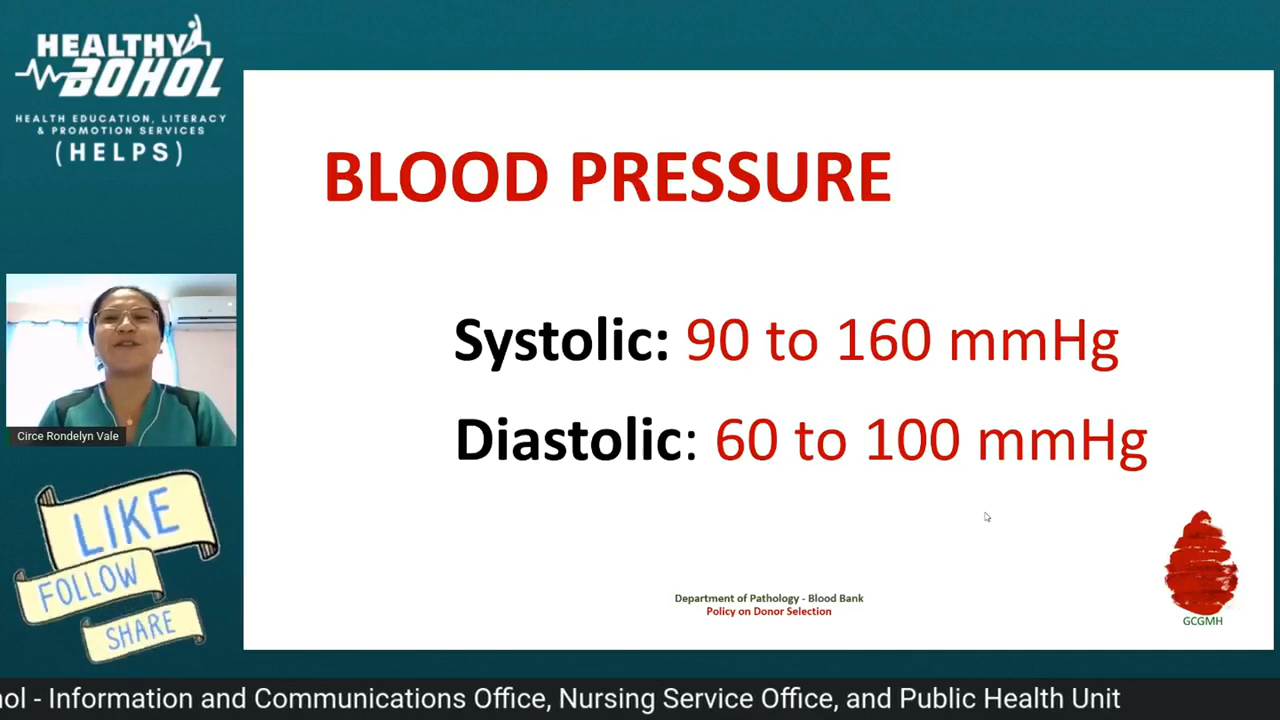 HEALTHY
BOHOL
HEALTH EDUCATION, LITERACY
& PROMOTION SERVICES
(HELPS)
BLOOD PRESSURE
Systolic: 90 to 160 mmHg
Diastolic: 60 to 100 mmHg
Circe Rondelyn Vale
LIKE
FOLLOW
SHARE
Department of Pathology - Blood Bank
Policy on Donor Selection
GCGMH
ol - Information and Communications Office, Nursing Service Office, and Public Health Unit